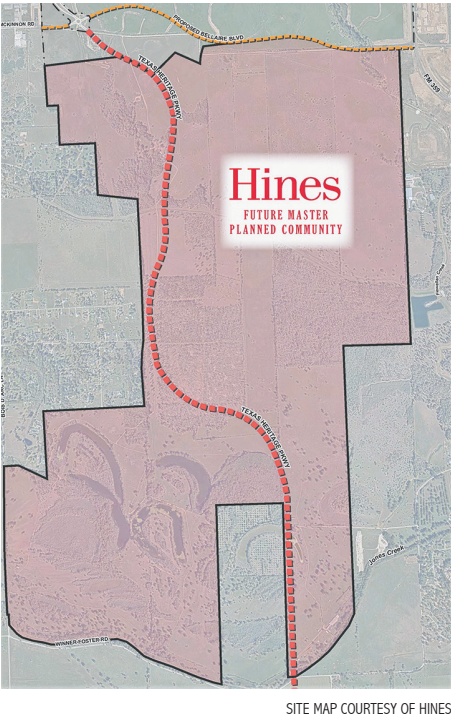 MCKINNON RD
PROPOSED BELLAIRE BLVD
FM 359
TEXAS HERITAGE PKWY
Hines
FUTURE MASTER
PLANNED COMMUNITY
TEXAS HERITAGE PKWY
Jones Creek
WINNER-FOSTER RD
SITE MAP COURTESY OF HINES